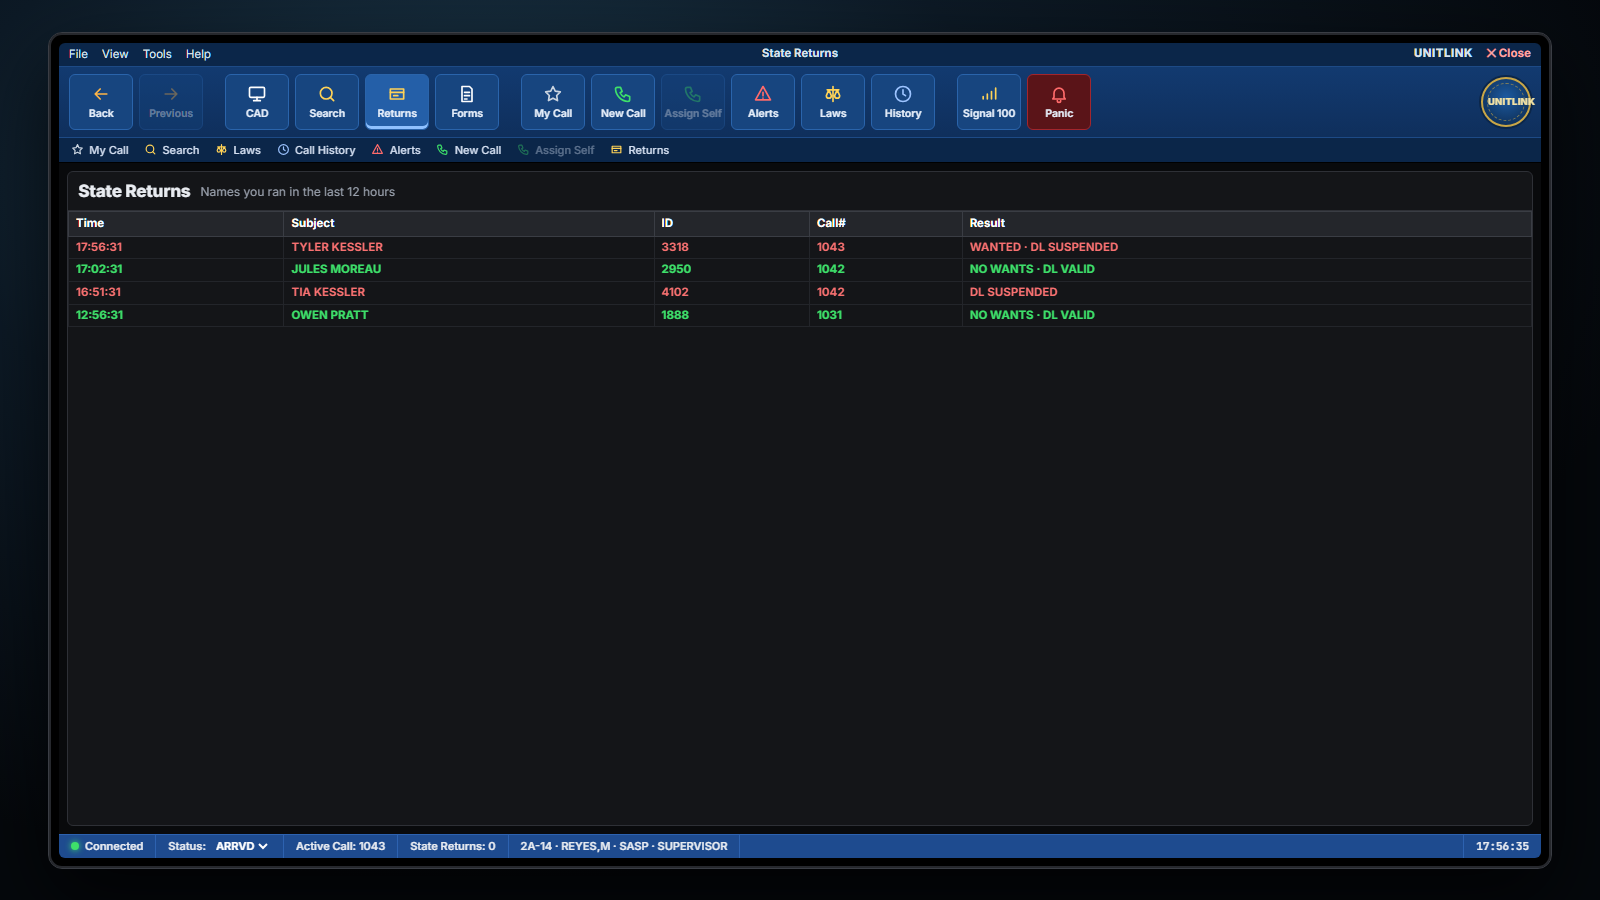 File View Tools Help State Returns UNITLINK Close
Back Previous CAD Search Returns Forms My Call New Call Assign Self Alerts Laws History Signal 100 Panic UNITLINK
My Call Search Laws Call History Alerts New Call Assign Self Returns
State Returns Names you ran in the last 12 hours
Time Subject ID Call# Result
17:56:31 TYLER KESSLER 3318 1043 WANTED · DL SUSPENDED
17:02:31 JULES MOREAU 2950 1042 NO WANTS · DL VALID
16:51:31 TIA KESSLER 4102 1042 DL SUSPENDED
12:56:31 OWEN PRATT 1888 1031 NO WANTS · DL VALID
Connected Status: ARRVD Active Call: 1043 State Returns: 0 2A-14 · REYES,M · SASP · SUPERVISOR 17:56:35